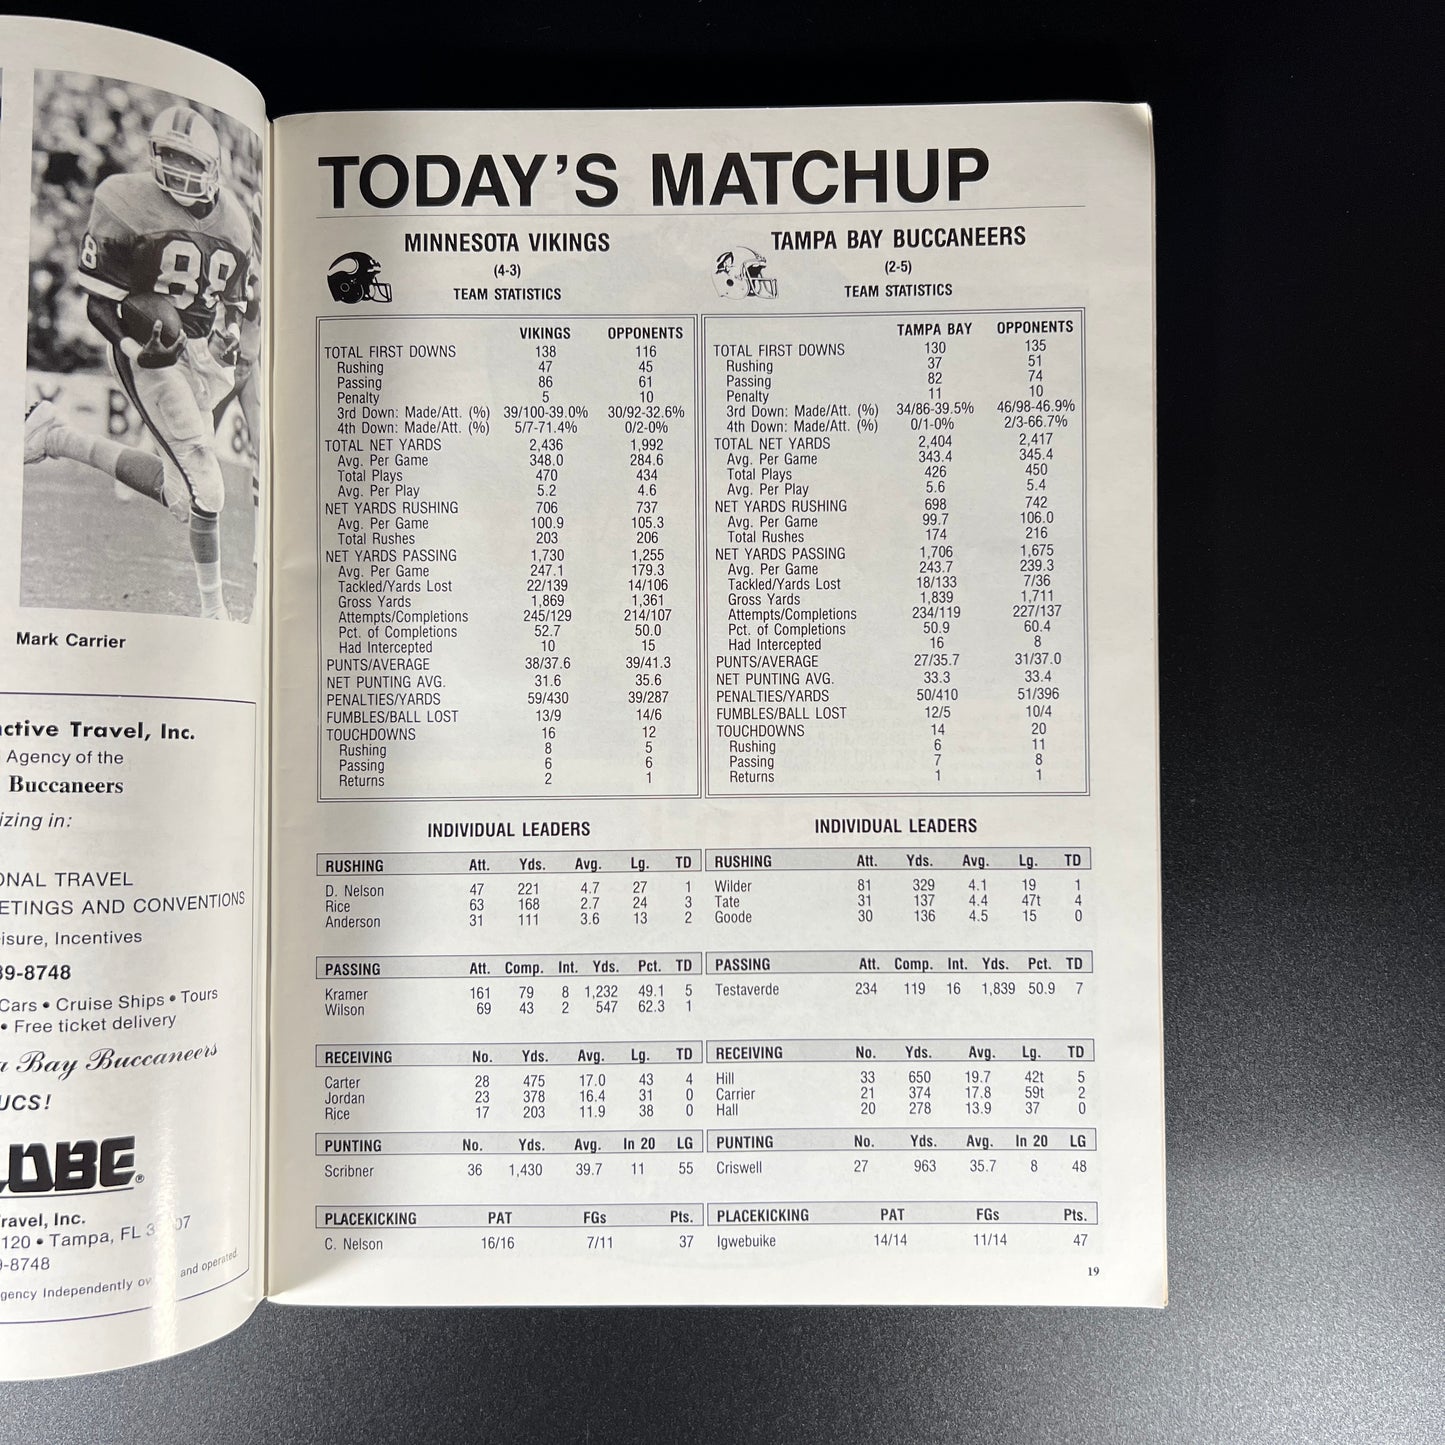 88
88
Mark Carrier
active Travel, Inc.
Agency of the
Buccaneers
izing in:
ONAL TRAVEL
ETINGS AND CONVENTIONS
eisure, Incentives
39-8748
Cars • Cruise Ships • Tours
• Free ticket delivery
a Bay Buccaneers
UCS!
LOBE®
ravel, Inc.
120 • Tampa, FL 3 07
9-8748
gency Independently ow and operated.
TODAY'S MATCHUP
MINNESOTA VIKINGS
(4-3)
TEAM STATISTICS
VIKINGS OPPONENTS
TOTAL FIRST DOWNS 138 116
Rushing 47 45
Passing 86 61
Penalty 5 10
3rd Down: Made/Att. (%) 39/100-39.0% 30/92-32.6%
4th Down: Made/Att. (%) 5/7-71.4% 0/2-0%
TOTAL NET YARDS 2,436 1,992
Avg. Per Game 348.0 284.6
Total Plays 470 434
Avg. Per Play 5.2 4.6
NET YARDS RUSHING 706 737
Avg. Per Game 100.9 105.3
Total Rushes 203 206
NET YARDS PASSING 1,730 1,255
Avg. Per Game 247.1 179.3
Tackled/Yards Lost 22/139 14/106
Gross Yards 1,869 1,361
Attempts/Completions 245/129 214/107
Pct. of Completions 52.7 50.0
Had Intercepted 10 15
PUNTS/AVERAGE 38/37.6 39/41.3
NET PUNTING AVG. 31.6 35.6
PENALTIES/YARDS 59/430 39/287
FUMBLES/BALL LOST 13/9 14/6
TOUCHDOWNS 16 12
Rushing 8 5
Passing 6 6
Returns 2 1
INDIVIDUAL LEADERS
RUSHING Att. Yds. Avg. Lg. TD
D. Nelson 47 221 4.7 27 1
Rice 63 168 2.7 24 3
Anderson 31 111 3.6 13 2
PASSING Att. Comp. Int. Yds. Pct. TD
Kramer 161 79 8 1,232 49.1 5
Wilson 69 43 2 547 62.3 1
RECEIVING No. Yds. Avg. Lg. TD
Carter 28 475 17.0 43 4
Jordan 23 378 16.4 31 0
Rice 17 203 11.9 38 0
PUNTING No. Yds. Avg. In 20 LG
Scribner 36 1,430 39.7 11 55
PLACEKICKING PAT FGs Pts.
C. Nelson 16/16 7/11 37
TAMPA BAY BUCCANEERS
(2-5)
TEAM STATISTICS
TAMPA BAY OPPONENTS
TOTAL FIRST DOWNS 130 135
Rushing 37 51
Passing 82 74
Penalty 11 10
3rd Down: Made/Att. (%) 34/86-39.5% 46/98-46.9%
4th Down: Made/Att. (%) 0/1-0% 2/3-66.7%
TOTAL NET YARDS 2,404 2,417
Avg. Per Game 343.4 345.4
Total Plays 426 450
Avg. Per Play 5.6 5.4
NET YARDS RUSHING 698 742
Avg. Per Game 99.7 106.0
Total Rushes 174 216
NET YARDS PASSING 1,706 1,675
Avg. Per Game 243.7 239.3
Tackled/Yards Lost 18/133 7/36
Gross Yards 1,839 1,711
Attempts/Completions 234/119 227/137
Pct. of Completions 50.9 60.4
Had Intercepted 16 8
PUNTS/AVERAGE 27/35.7 31/37.0
NET PUNTING AVG. 33.3 33.4
PENALTIES/YARDS 50/410 51/396
FUMBLES/BALL LOST 12/5 10/4
TOUCHDOWNS 14 20
Rushing 6 11
Passing 7 8
Returns 1 1
INDIVIDUAL LEADERS
RUSHING Att. Yds. Avg. Lg. TD
Wilder 81 329 4.1 19 1
Tate 31 137 4.4 47t 4
Goode 30 136 4.5 15 0
PASSING Att. Comp. Int. Yds. Pct. TD
Testaverde 234 119 16 1,839 50.9 7
RECEIVING No. Yds. Avg. Lg. TD
Hill 33 650 19.7 42t 5
Carrier 21 374 17.8 59t 2
Hall 20 278 13.9 37 0
PUNTING No. Yds. Avg. In 20 LG
Criswell 27 963 35.7 8 48
PLACEKICKING PAT FGs Pts.
Igwebuike 14/14 11/14 47
19